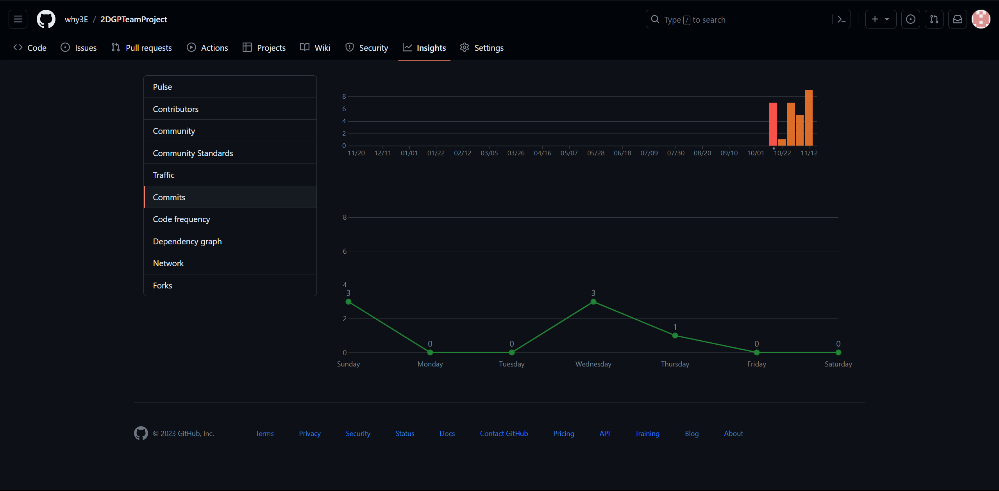 why3E / 2DGPTeamProject
Type / to search
Code Issues Pull requests Actions Projects Wiki Security Insights Settings
Pulse
Contributors
Community
Community Standards
Traffic
Commits
Code frequency
Dependency graph
Network
Forks
8
6
4
2
0
11/20 12/11 01/01 01/22 02/12 03/05 03/26 04/16 05/07 05/28 06/18 07/09 07/30 08/20 09/10 10/01 10/22 11/12
8
6
4
3 3
2
1
0 0 0 0
0
Sunday Monday Tuesday Wednesday Thursday Friday Saturday
© 2023 GitHub, Inc. Terms Privacy Security Status Docs Contact GitHub Pricing API Training Blog About